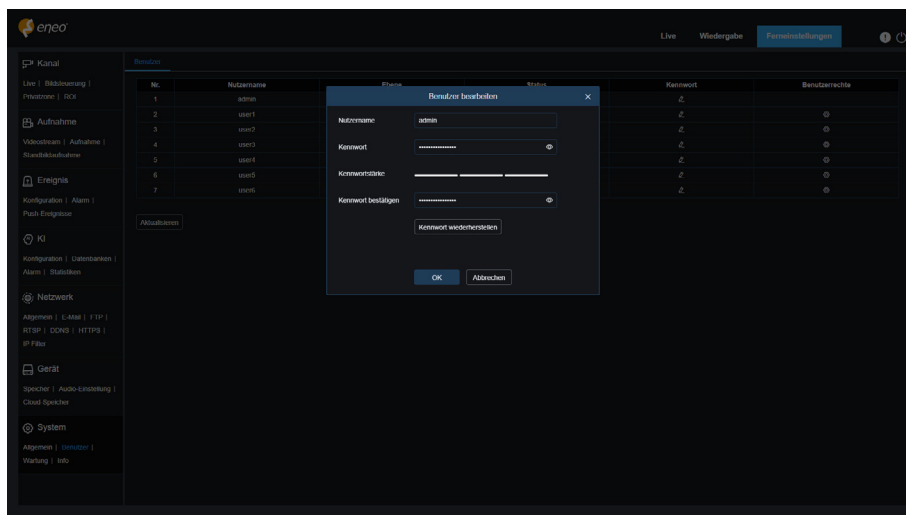 eneo
Live Wiedergabe Ferneinstellungen
Kanal
Live | Bildsteuerung |
Privatzone | ROI
Aufnahme
Videostream | Aufnahme |
Standbildaufnahme
Ereignis
Konfiguration | Alarm |
Push Ereignisse
KI
Konfiguration | Datenbanken |
Alarm | Statistiken
Netzwerk
Allgemein | E-Mail | FTP |
RTSP | DDNS | HTTPS |
IP Filter
Gerät
Speicher | Audio-Einstellung |
Cloud Speicher
System
Allgemein | Benutzer |
Wartung | Info
Benutzer
Nr. Nutzername Ebene Status Kennwort Benutzerrechte
1 admin
2 user1
3 user2
4 user3
5 user4
6 user5
7 user6
Aktualisieren
Benutzer bearbeiten
Nutzername admin
Kennwort ••••••••••••••••
Kennwortstärke
Kennwort bestätigen ••••••••••••••••
Kennwort wiederherstellen
OK Abbrechen